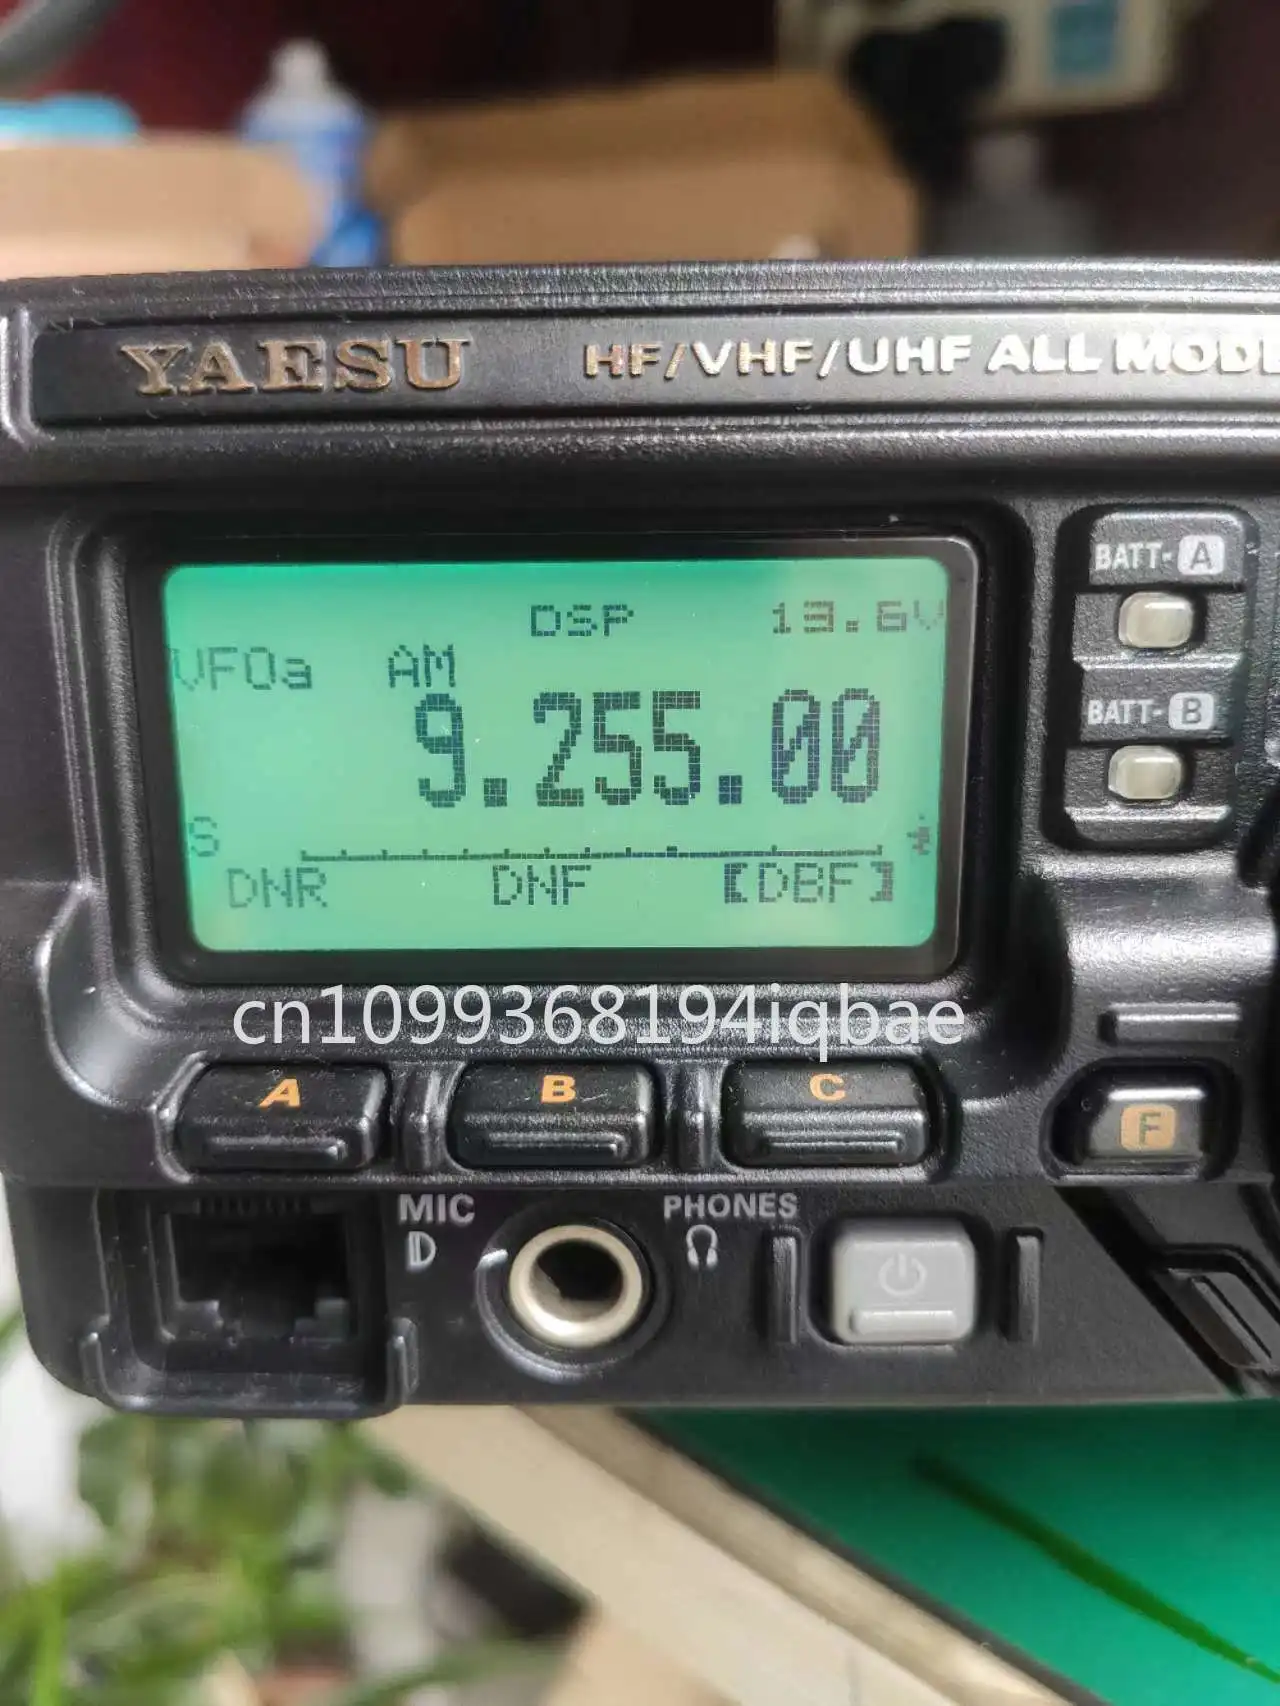 YAESU HF/VHF/UHF ALL MODE
BATT-A
DSP 13.6V
VFOa AM
9.255.00
BATT-B
S
DNR DNF [DBF]
cn1099368194iqbae
A B C
F
MIC PHONES